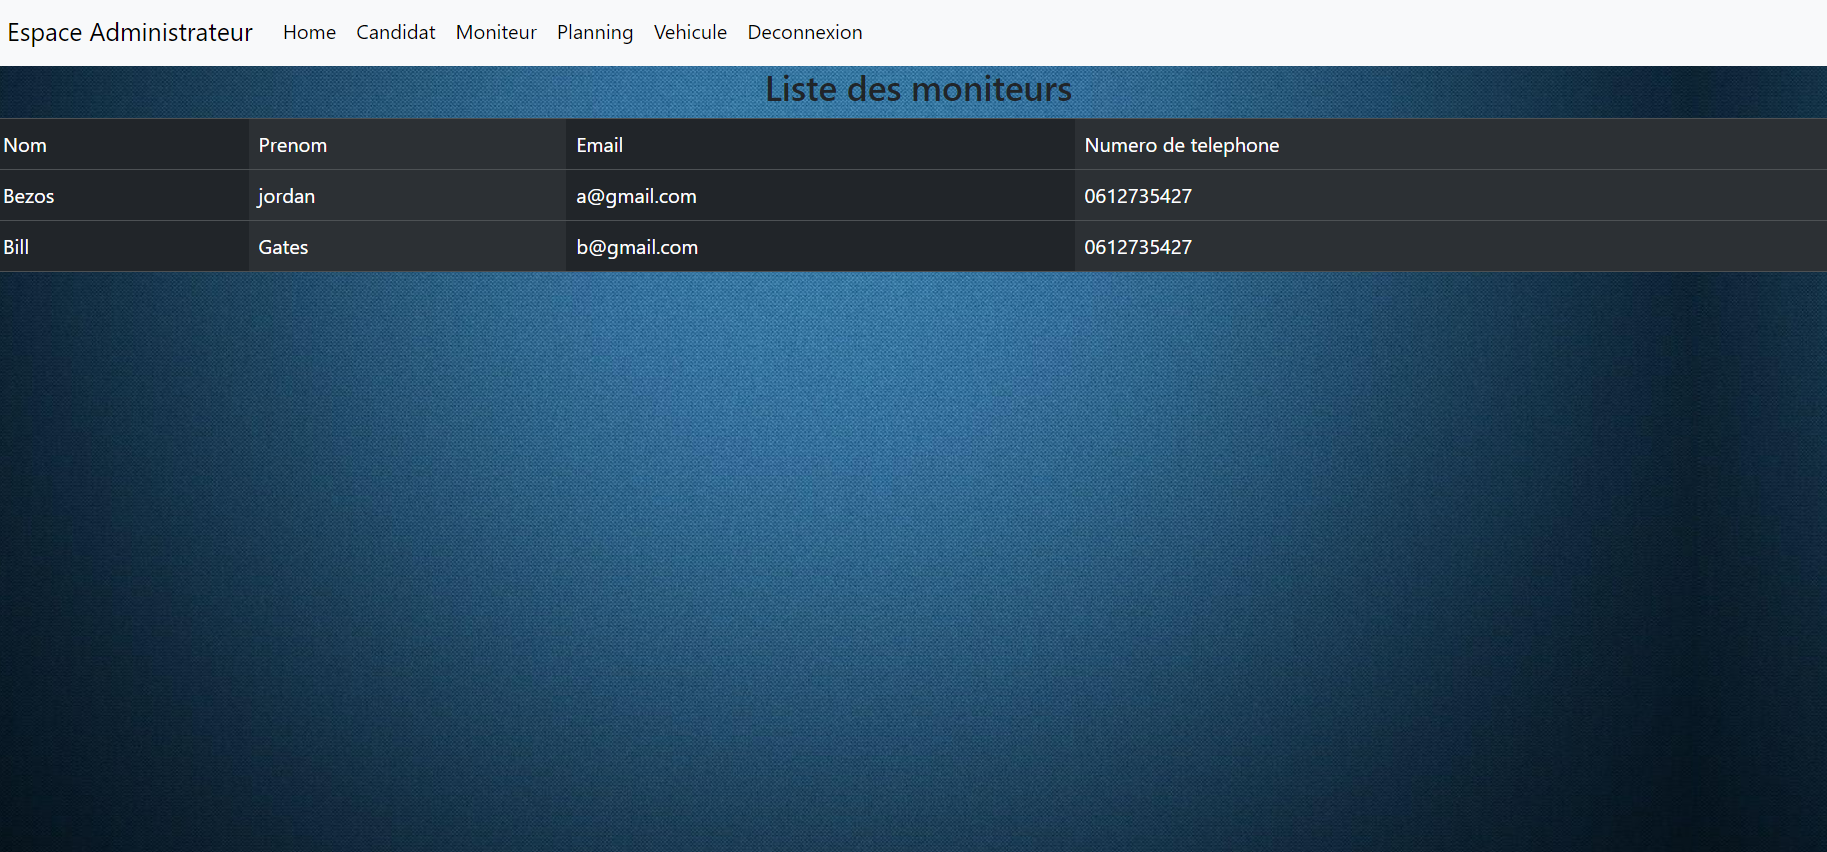 Espace Administrateur Home Candidat Moniteur Planning Vehicule Deconnexion
Liste des moniteurs
Nom Prenom Email Numero de telephone
Bezos jordan a@gmail.com 0612735427
Bill Gates b@gmail.com 0612735427